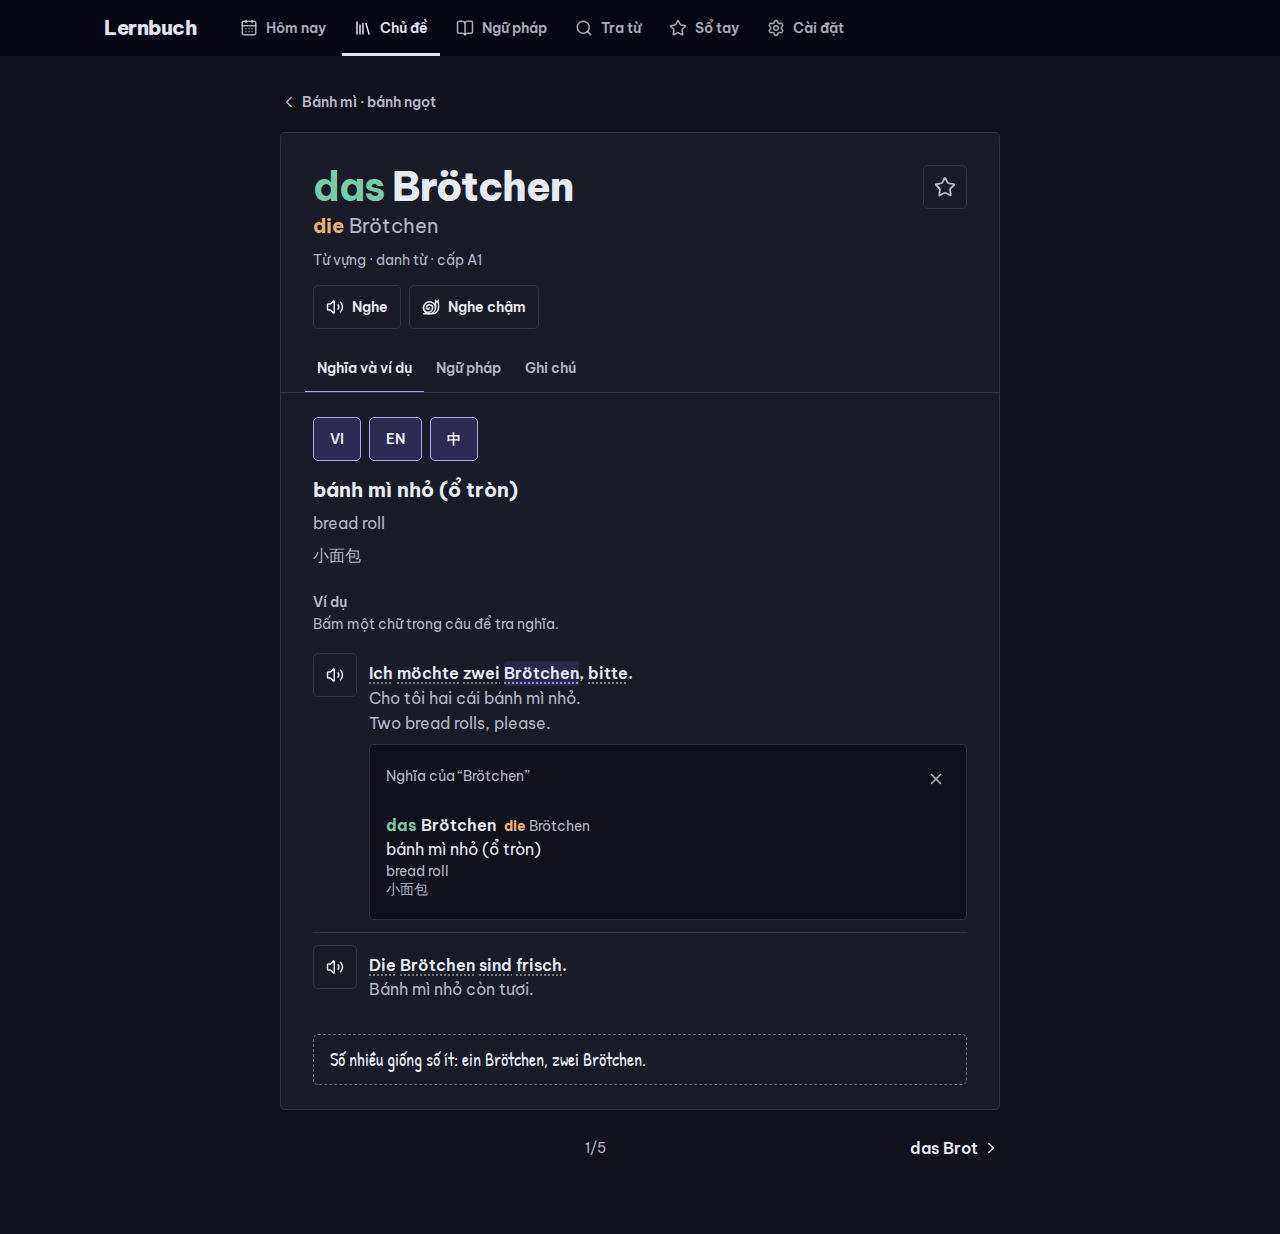 Lernbuch
Hôm nay
Chủ đề
Ngữ pháp
Tra từ
Sổ tay
Cài đặt
Bánh mì · bánh ngọt
das Brötchen
die Brötchen
Từ vựng · danh từ · cấp A1
Nghe
Nghe chậm
Nghĩa và ví dụ
Ngữ pháp
Ghi chú
VI
EN
中
bánh mì nhỏ (ổ tròn)
bread roll
小面包
Ví dụ
Bấm một chữ trong câu để tra nghĩa.
Ich möchte zwei Brötchen, bitte.
Cho tôi hai cái bánh mì nhỏ.
Two bread rolls, please.
Nghĩa của “Brötchen”
das Brötchen die Brötchen
bánh mì nhỏ (ổ tròn)
bread roll
小面包
Die Brötchen sind frisch.
Bánh mì nhỏ còn tươi.
Số nhiều giống số ít: ein Brötchen, zwei Brötchen.
1/5
das Brot